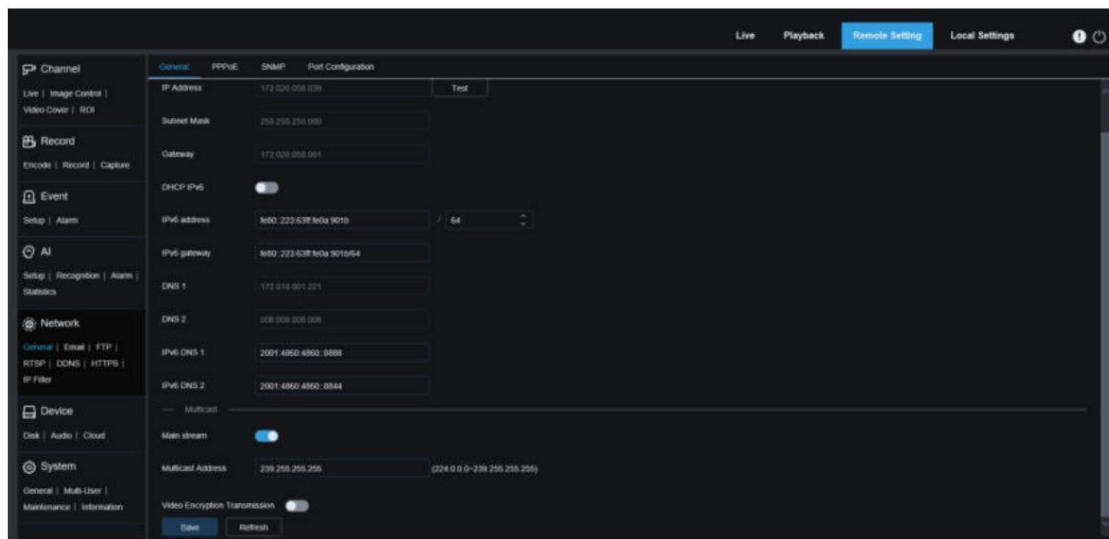 Live Playback Remote Setting Local Settings
Channel
Live | Image Control |
Video Cover | ROI
Record
Encode | Record | Capture
Event
Setup | Alarm
AI
Setup | Recognition | Alarm |
Statistics
Network
General | Email | FTP |
RTSP | DDNS | HTTPS |
IP Filter
Device
Disk | Audio | Cloud
System
General | Multi-User |
Maintenance | Information
General PPPoE SNMP Port Configuration
IP Address 172.020.058.039 Test
Subnet Mask 255.255.255.000
Gateway 172.020.058.001
DHCP IPv6
IPv6 address fe80::223:63ff:fe0a:901b / 64
IPv6 gateway fe80::223:63ff:fe0a:901b/64
DNS 1 172.018.001.221
DNS 2 008.008.008.008
IPv6 DNS 1 2001:4860:4860::8888
IPv6 DNS 2 2001:4860:4860::8844
Multicast
Main stream
Multicast Address 239.255.255.255 (224.0.0.0~239.255.255.255)
Video Encryption Transmission
Save Refresh